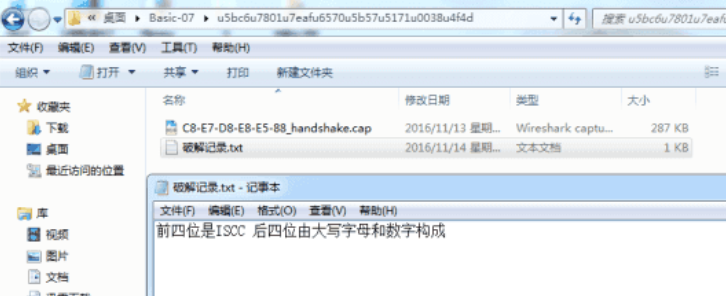 « 桌面 ▸ Basic-07 ▸ u5bc6u7801u7eafu6570u5b57u5171u0038u4f4d
搜索 u5bc6u7801u7eafu
文件(F) 编辑(E) 查看(V) 工具(T) 帮助(H)
组织 打开 共享 打印 新建文件夹
收藏夹
下载
桌面
最近访问的位置
库
视频
图片
文档
名称 修改日期 类型 大小
C8-E7-D8-E8-E5-88_handshake.cap 2016/11/13 星期... Wireshark captu... 287 KB
破解记录.txt 2016/11/14 星期... 文本文档 1 KB
破解记录.txt - 记事本
文件(F) 编辑(E) 格式(O) 查看(V) 帮助(H)
前四位是ISCC 后四位由大写字母和数字构成